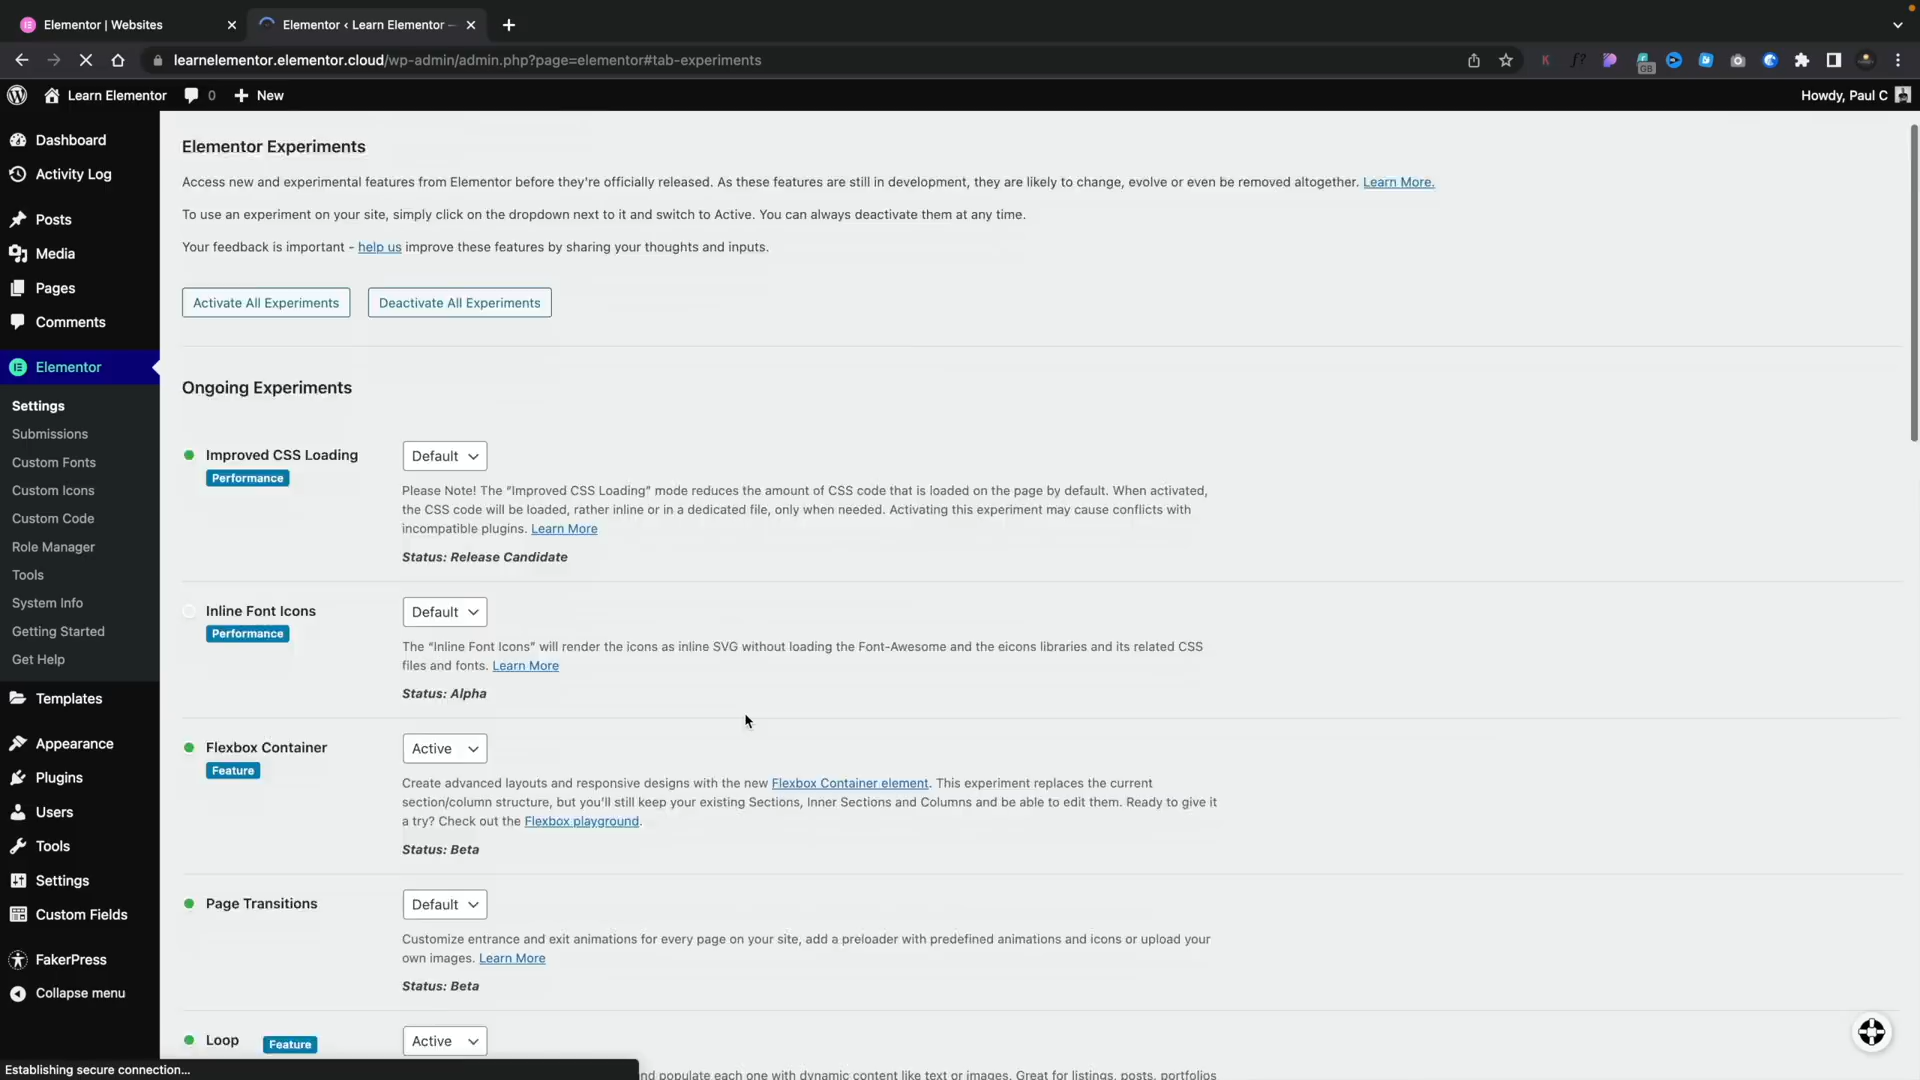 Elementor | Websites
Elementor ‹ Learn Elementor —
learnelementor.elementor.cloud/wp-admin/admin.php?page=elementor#tab-experiments
GB
Learn Elementor
0
New
Howdy, Paul C
Dashboard
Activity Log
Posts
Media
Pages
Comments
Elementor
Settings
Submissions
Custom Fonts
Custom Icons
Custom Code
Role Manager
Tools
System Info
Getting Started
Get Help
Templates
Appearance
Plugins
Users
Tools
Settings
Custom Fields
FakerPress
Collapse menu
Elementor Experiments
Access new and experimental features from Elementor before they're officially released. As these features are still in development, they are likely to change, evolve or even be removed altogether. Learn More.
To use an experiment on your site, simply click on the dropdown next to it and switch to Active. You can always deactivate them at any time.
Your feedback is important - help us improve these features by sharing your thoughts and inputs.
Activate All Experiments
Deactivate All Experiments
Ongoing Experiments
Improved CSS Loading
Performance
Default
Please Note! The “Improved CSS Loading” mode reduces the amount of CSS code that is loaded on the page by default. When activated,
the CSS code will be loaded, rather inline or in a dedicated file, only when needed. Activating this experiment may cause conflicts with
incompatible plugins. Learn More
Status: Release Candidate
Inline Font Icons
Performance
Default
The “Inline Font Icons” will render the icons as inline SVG without loading the Font-Awesome and the eicons libraries and its related CSS
files and fonts. Learn More
Status: Alpha
Flexbox Container
Feature
Active
Create advanced layouts and responsive designs with the new Flexbox Container element. This experiment replaces the current
section/column structure, but you'll still keep your existing Sections, Inner Sections and Columns and be able to edit them. Ready to give it
a try? Check out the Flexbox playground.
Status: Beta
Page Transitions
Default
Customize entrance and exit animations for every page on your site, add a preloader with predefined animations and icons or upload your
own images. Learn More
Status: Beta
Loop
Feature
Active
nd populate each one with dynamic content like text or images. Great for listings, posts, portfolios
Establishing secure connection...